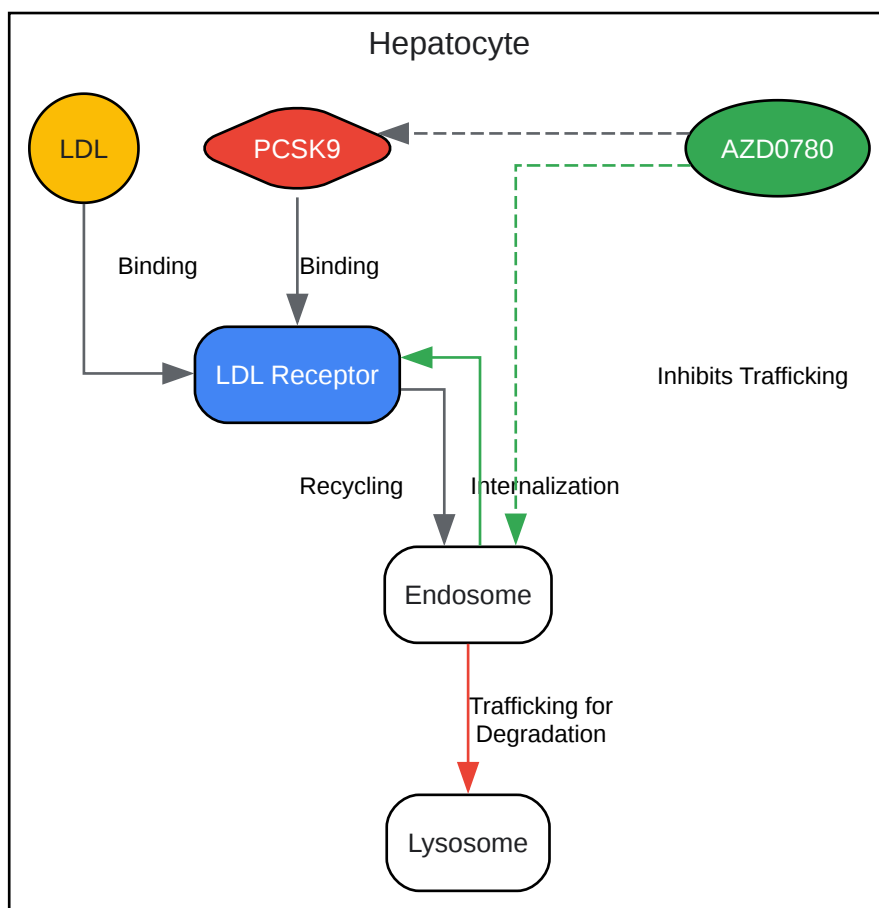 Hepatocyte
LDL
PCSK9
AZD0780
Binding
Binding
LDL Receptor
Inhibits Trafficking
Recycling
Internalization
Endosome
Trafficking for
Degradation
Lysosome